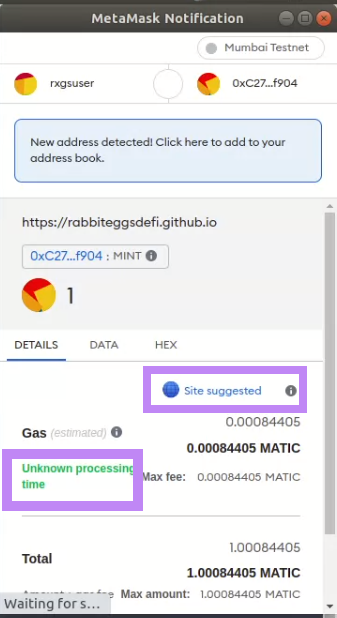 MetaMask Notification
Mumbai Testnet
rxgsuser
0xC27...f904
New address detected! Click here to add to your
address book.
https://rabbiteggsdefi.github.io
0xC27...f904 : MINT
1
DETAILS
DATA
HEX
Site suggested
0.00084405
Gas (estimated)
0.00084405 MATIC
Unknown processing
time
Max fee: 0.00084405 MATIC
1.00084405
Total
1.00084405 MATIC
Amount + gas fee Max amount: 1.00084405 MATIC
Waiting for s...